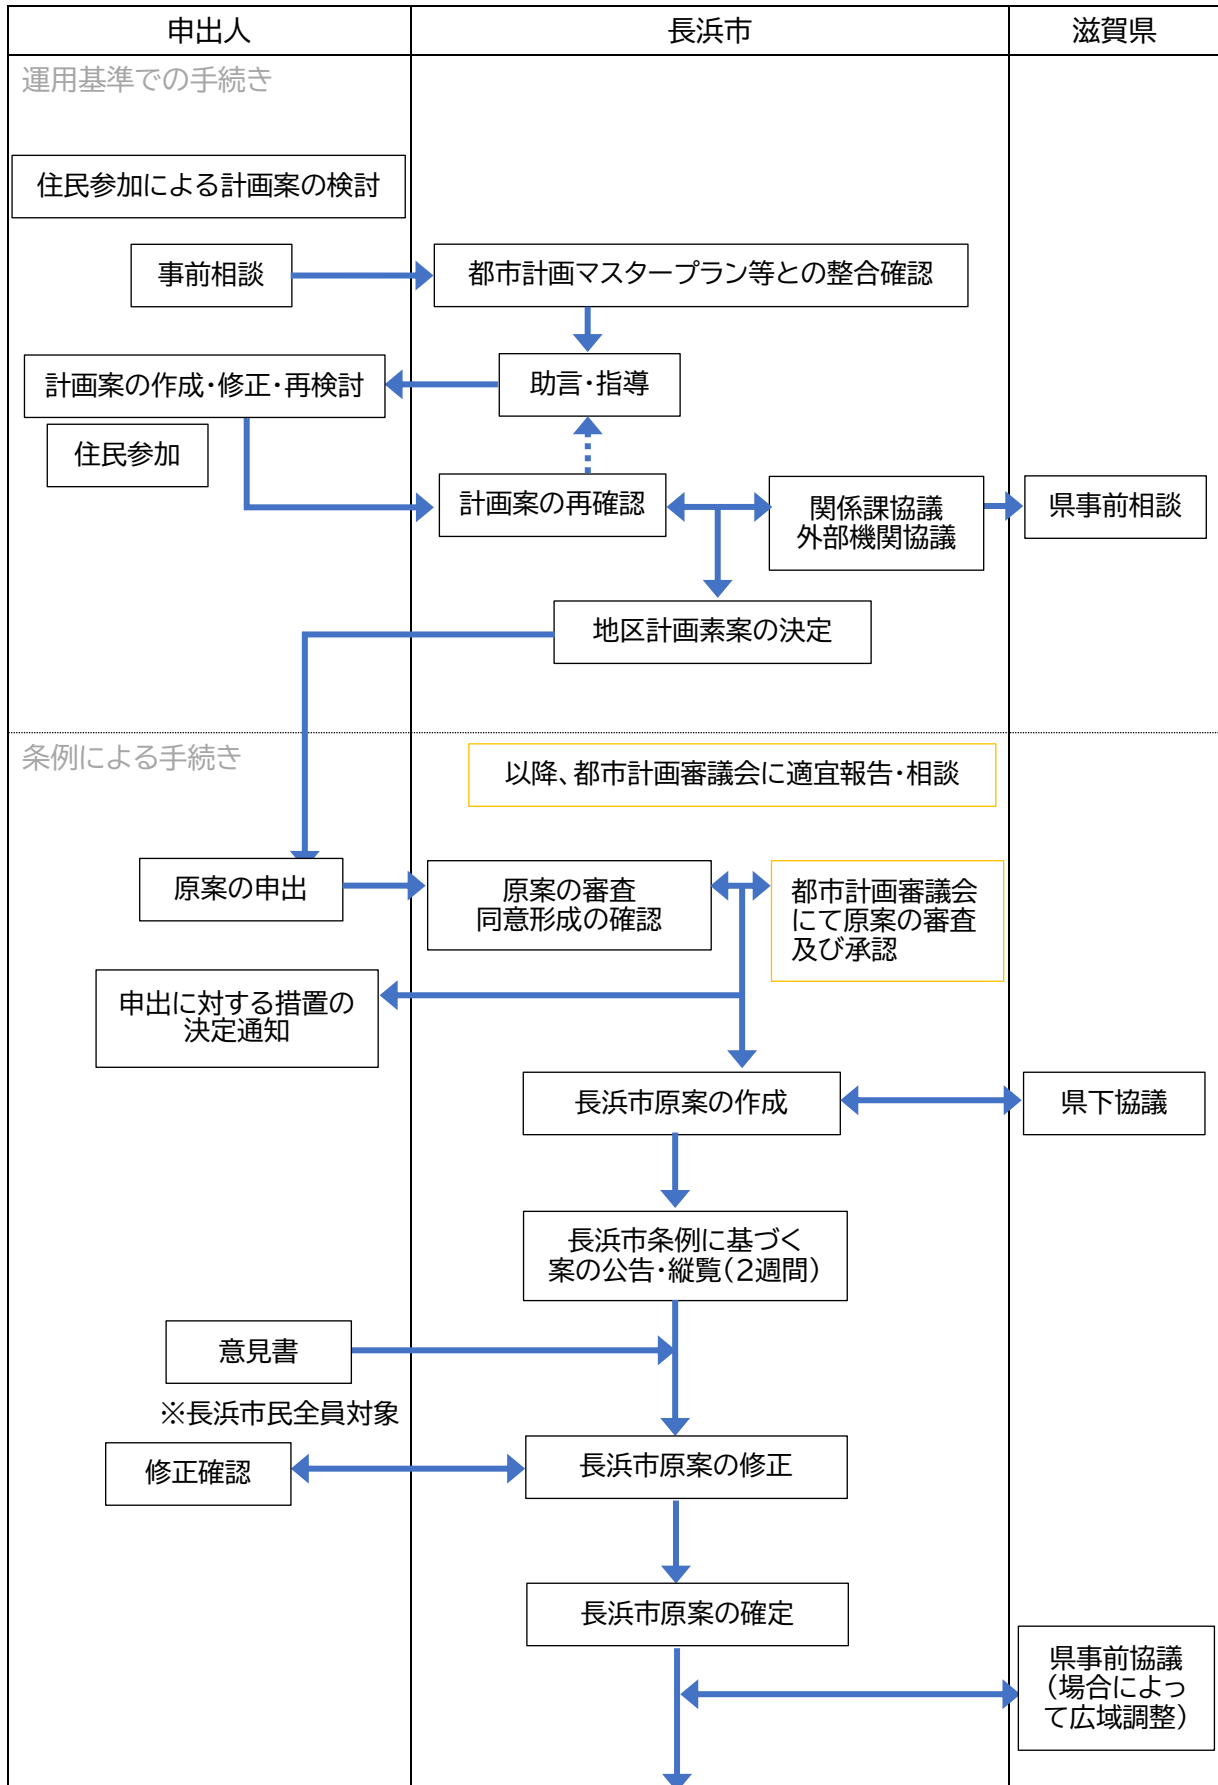 申出人
長浜市
滋賀県
運用基準での手続き
住民参加による計画案の検討
事前相談
都市計画マスタープラン等との整合確認
計画案の作成・修正・再検討
助言・指導
住民参加
計画案の再確認
関係課協議
外部機関協議
県事前相談
地区計画素案の決定
条例による手続き
以降、都市計画審議会に適宜報告・相談
原案の申出
原案の審査
同意形成の確認
都市計画審議会
にて原案の審査
及び承認
申出に対する措置の
決定通知
長浜市原案の作成
県下協議
長浜市条例に基づく
案の公告・縦覧(2週間)
意見書
※長浜市民全員対象
修正確認
長浜市原案の修正
長浜市原案の確定
県事前協議
(場合によっ
て広域調整)